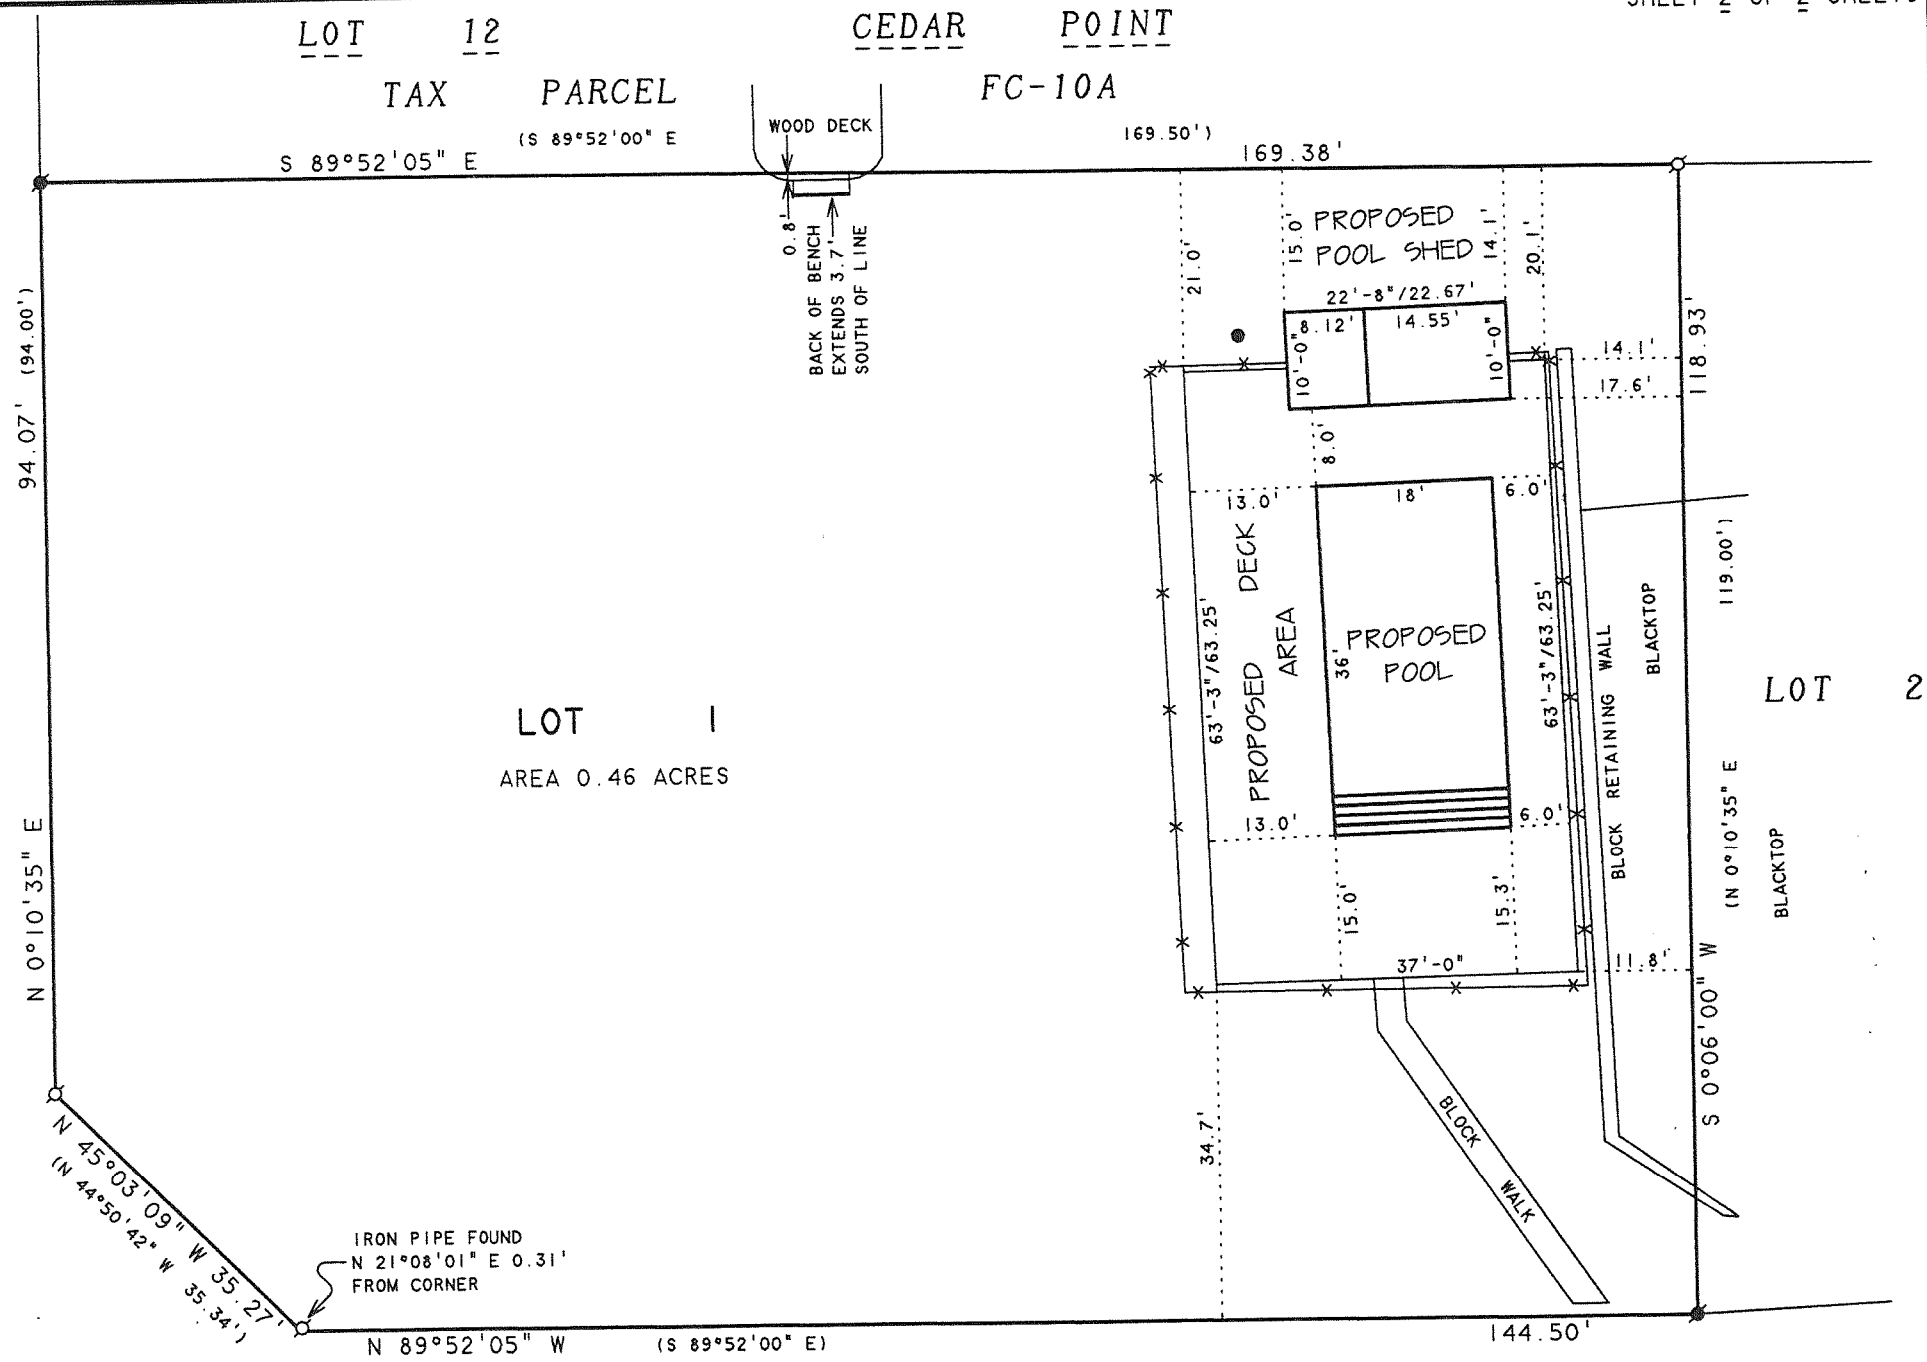 SHEET 2 OF 2 SHEETS
LOT 12 CEDAR POINT
TAX PARCEL FC-10A
WOOD DECK
(S 89°52'00" E 169.50')
S 89°52'05" E 169.38'
0.8'
BACK OF BENCH
EXTENDS 3.7'
SOUTH OF LINE
21.0'
15.0'
PROPOSED
POOL SHED
14.1'
20.1'
22'-8"/22.67'
8.12'
14.55'
10'-0"
10'-0"
14.1'
17.6'
118.93'
94.07' (94.00')
8.0'
13.0'
18'
6.0'
PROPOSED DECK
AREA
63'-3"/63.25'
36'
PROPOSED
POOL
63'-3"/63.25'
BLOCK RETAINING WALL
BLACKTOP
119.00')
LOT 2
LOT 1
AREA 0.46 ACRES
13.0'
6.0'
(N 0°10'35" E
BLACKTOP
N 0°10'35" E
15.0'
15.3'
37'-0"
11.8'
S 0°06'00" W
34.7'
BLOCK WALK
N 45°03'09" W 35.27'
(N 44°50'42" W 35.34')
IRON PIPE FOUND
N 21°08'01" E 0.31'
FROM CORNER
N 89°52'05" W (S 89°52'00" E) 144.50'